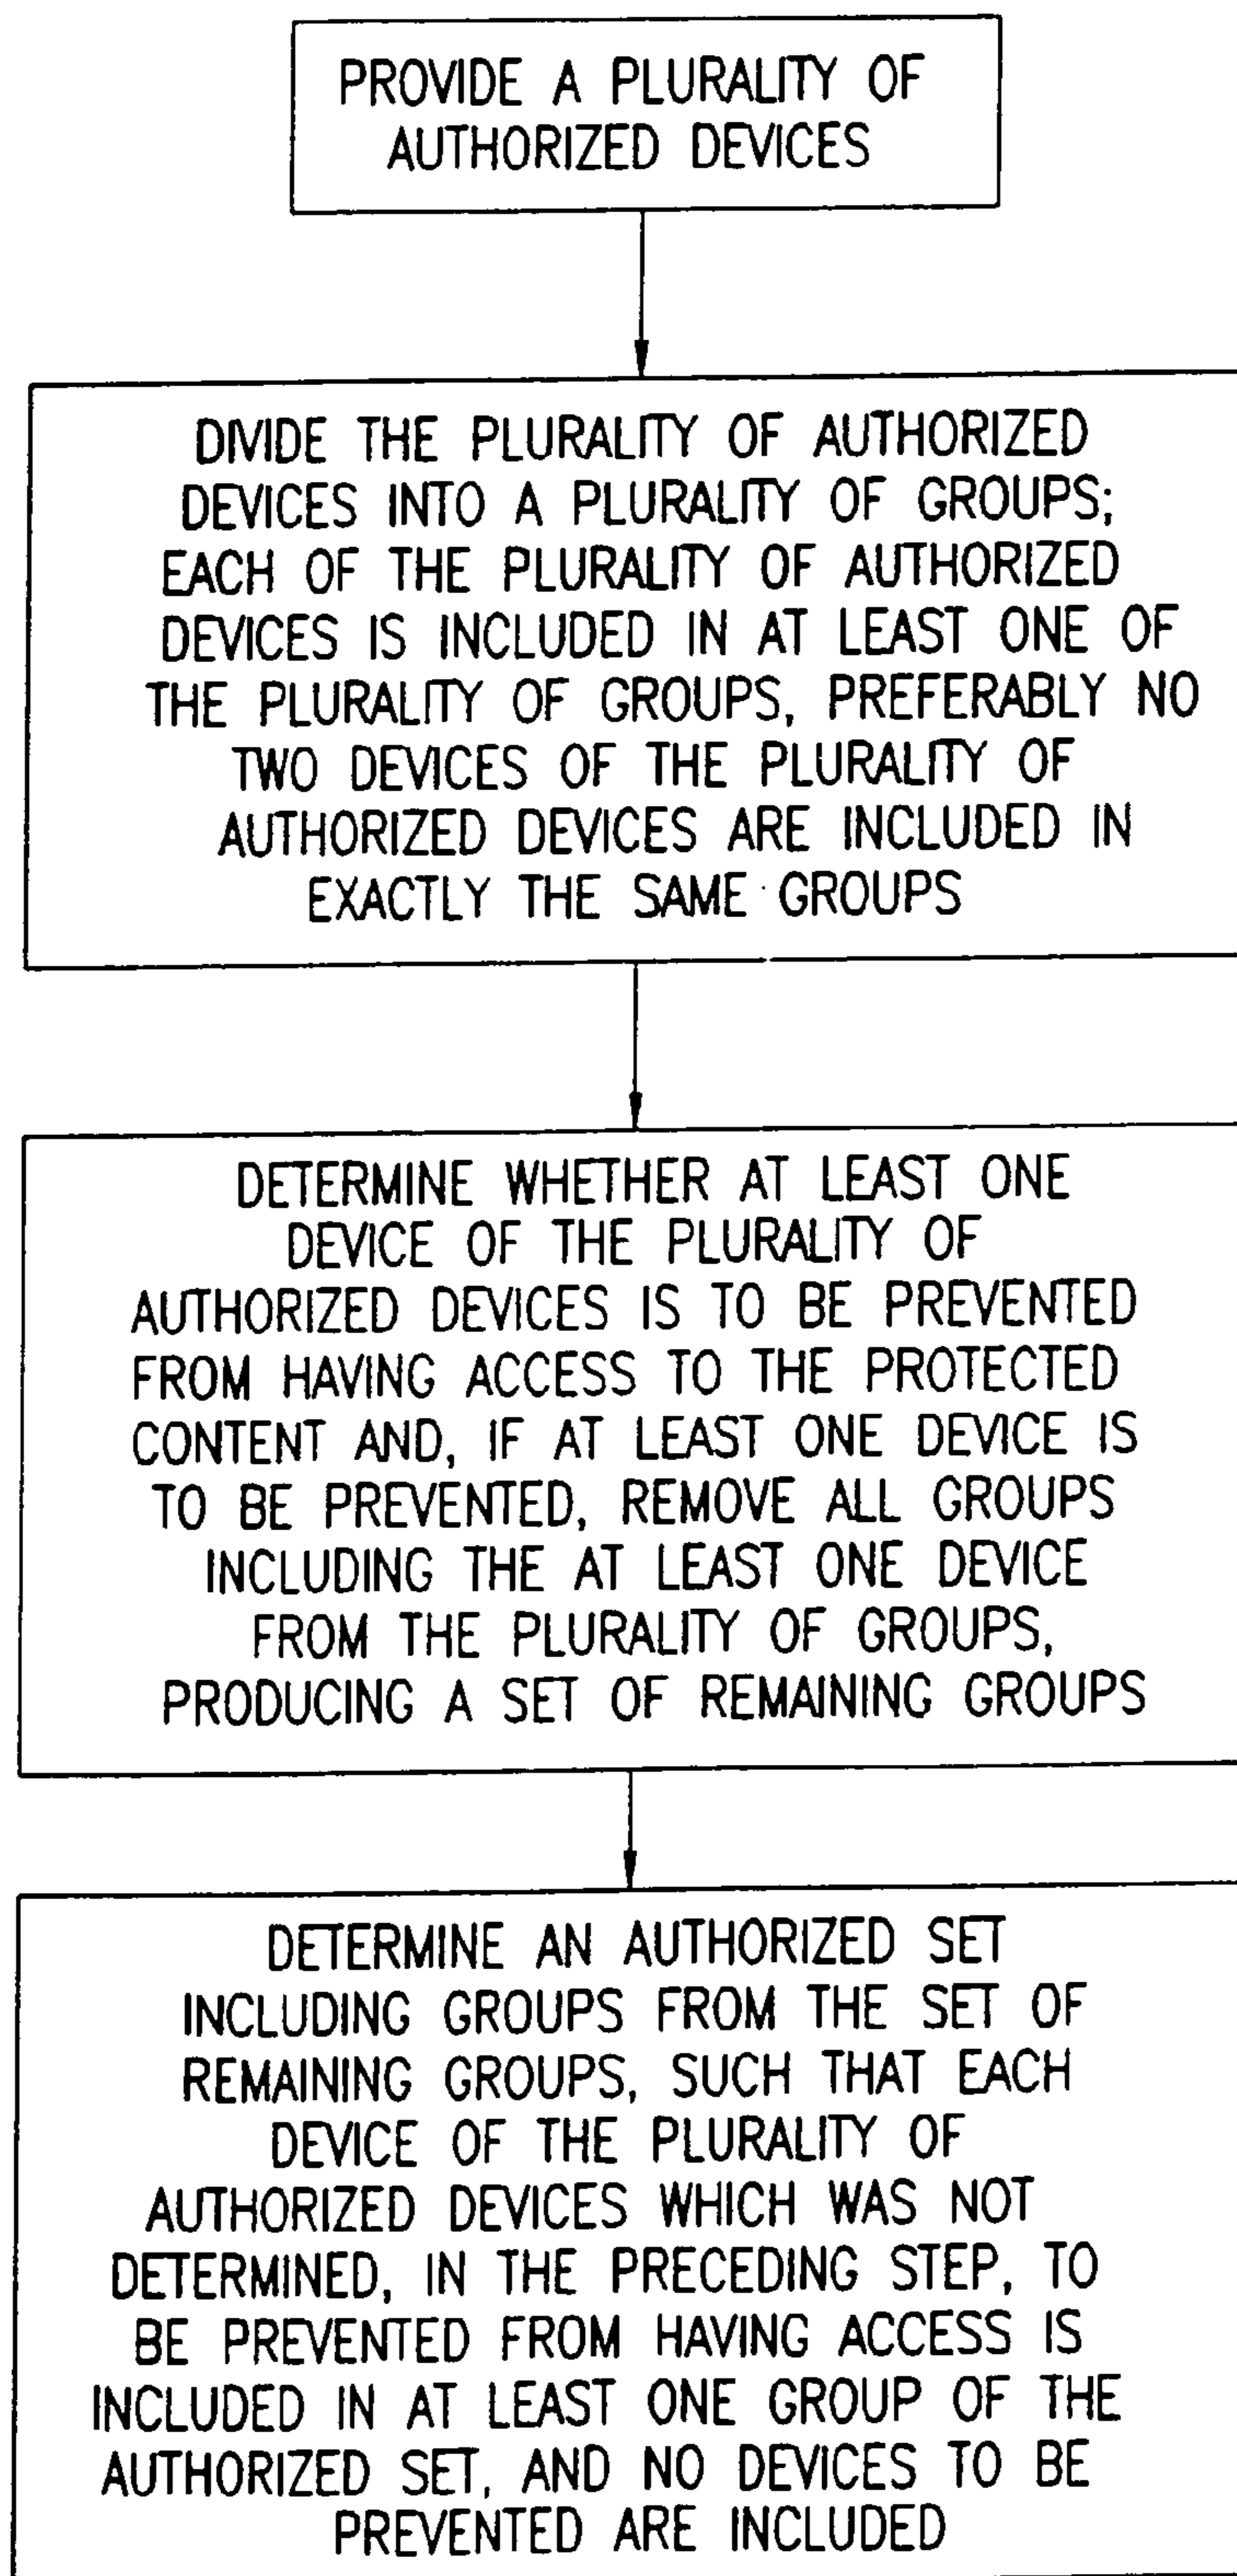 PROVIDE A PLURALITY OF
AUTHORIZED DEVICES
DIVIDE THE PLURALITY OF AUTHORIZED
DEVICES INTO A PLURALITY OF GROUPS;
EACH OF THE PLURALITY OF AUTHORIZED
DEVICES IS INCLUDED IN AT LEAST ONE OF
THE PLURALITY OF GROUPS, PREFERABLY NO
TWO DEVICES OF THE PLURALITY OF
AUTHORIZED DEVICES ARE INCLUDED IN
EXACTLY THE SAME GROUPS
DETERMINE WHETHER AT LEAST ONE
DEVICE OF THE PLURALITY OF
AUTHORIZED DEVICES IS TO BE PREVENTED
FROM HAVING ACCESS TO THE PROTECTED
CONTENT AND, IF AT LEAST ONE DEVICE IS
TO BE PREVENTED, REMOVE ALL GROUPS
INCLUDING THE AT LEAST ONE DEVICE
FROM THE PLURALITY OF GROUPS,
PRODUCING A SET OF REMAINING GROUPS
DETERMINE AN AUTHORIZED SET
INCLUDING GROUPS FROM THE SET OF
REMAINING GROUPS, SUCH THAT EACH
DEVICE OF THE PLURALITY OF
AUTHORIZED DEVICES WHICH WAS NOT
DETERMINED, IN THE PRECEDING STEP, TO
BE PREVENTED FROM HAVING ACCESS IS
INCLUDED IN AT LEAST ONE GROUP OF THE
AUTHORIZED SET, AND NO DEVICES TO BE
PREVENTED ARE INCLUDED